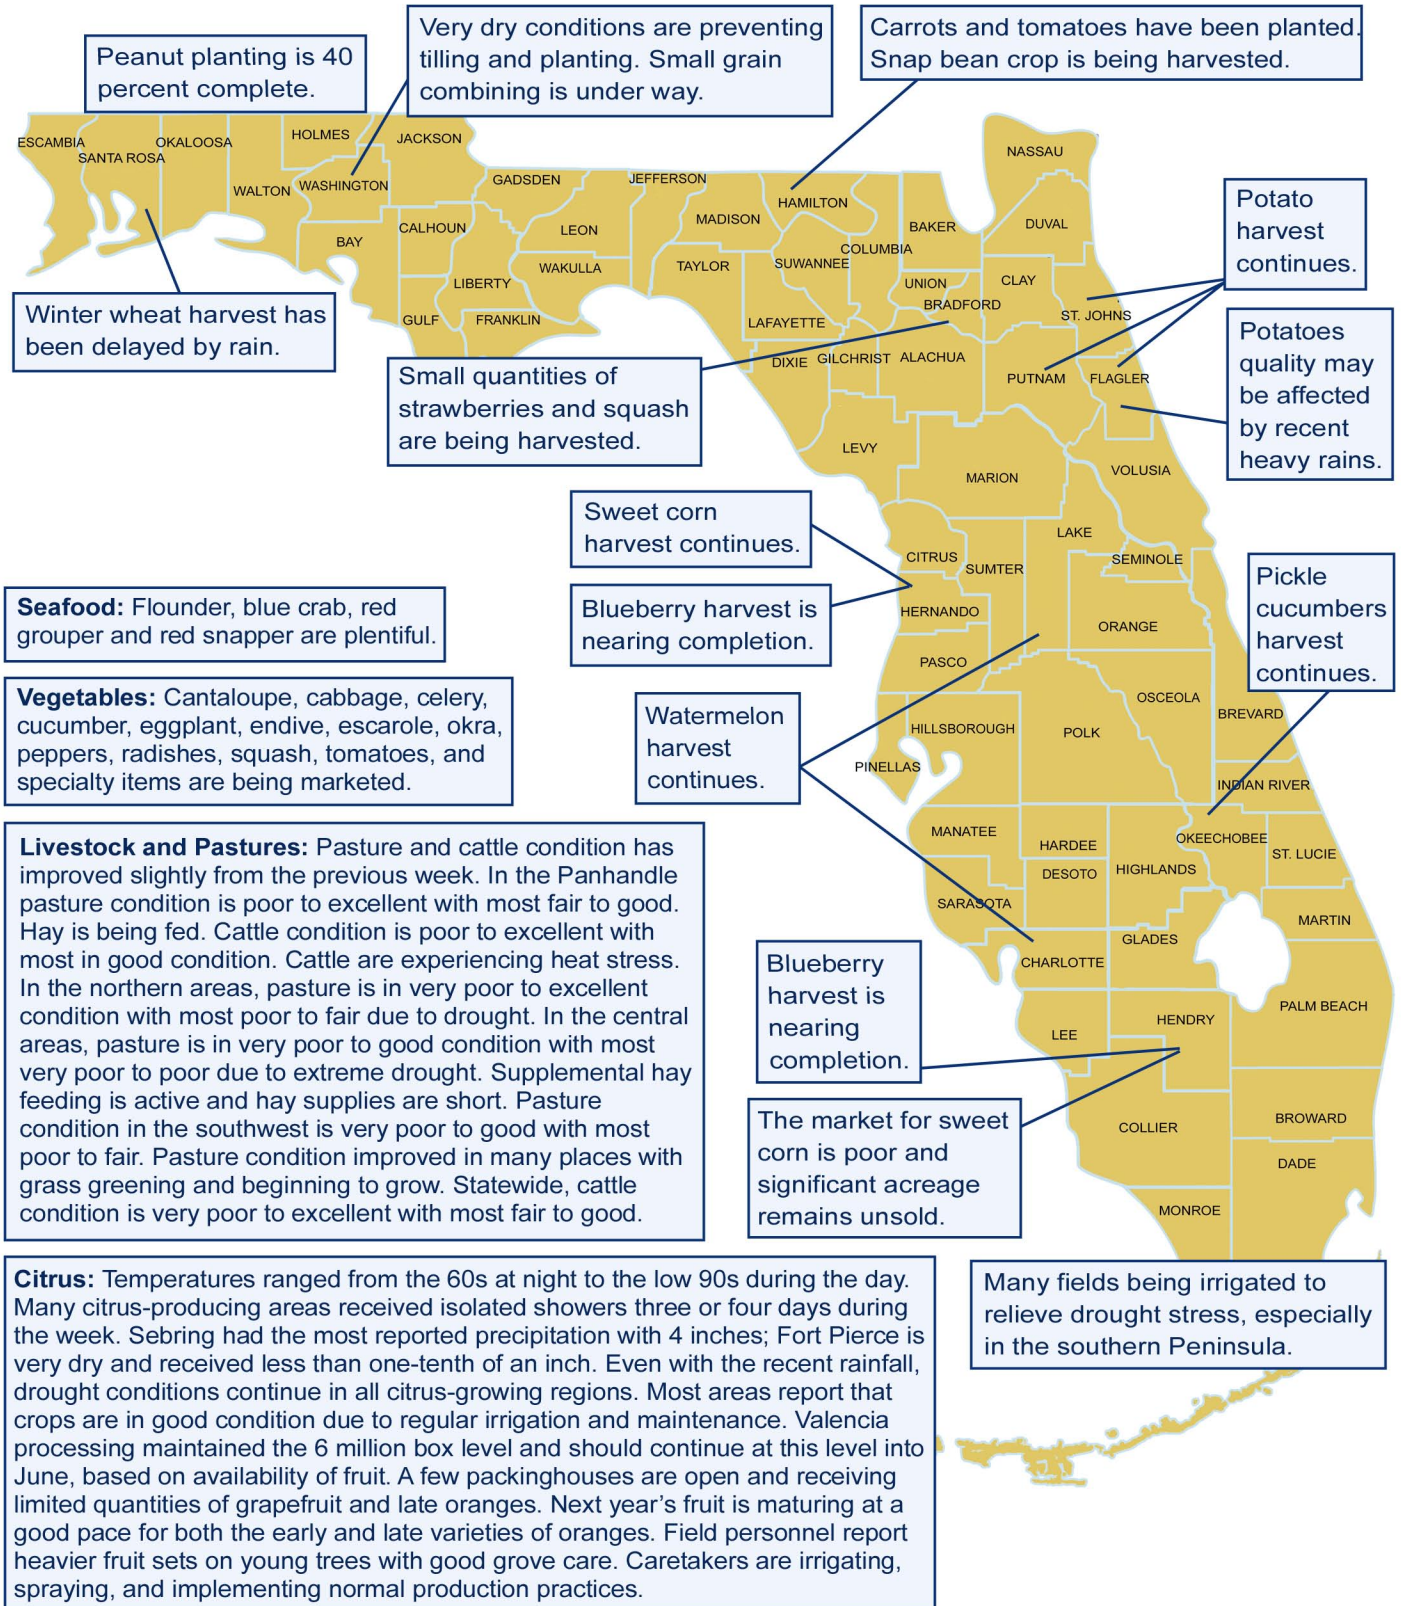 Very dry conditions are preventing
tilling and planting. Small grain
combining is under way.
Carrots and tomatoes have been planted.
Snap bean crop is being harvested.
Peanut planting is 40
percent complete.
ESCAMBIA
SANTA ROSA
OKALOOSA
WALTON
HOLMES
WASHINGTON
JACKSON
BAY
CALHOUN
GULF
LIBERTY
GADSDEN
FRANKLIN
LEON
WAKULLA
JEFFERSON
MADISON
TAYLOR
HAMILTON
SUWANNEE
LAFAYETTE
DIXIE
COLUMBIA
GILCHRIST
BAKER
UNION
BRADFORD
ALACHUA
NASSAU
DUVAL
CLAY
ST. JOHNS
PUTNAM
FLAGLER
LEVY
MARION
VOLUSIA
Potato
harvest
continues.
Winter wheat harvest has
been delayed by rain.
Potatoes
quality may
be affected
by recent
heavy rains.
Small quantities of
strawberries and squash
are being harvested.
Sweet corn
harvest continues.
Blueberry harvest is
nearing completion.
CITRUS
SUMTER
LAKE
SEMINOLE
HERNANDO
ORANGE
PASCO
OSCEOLA
BREVARD
HILLSBOROUGH
POLK
PINELLAS
INDIAN RIVER
Pickle
cucumbers
harvest
continues.
Watermelon
harvest
continues.
MANATEE
HARDEE
OKEECHOBEE
ST. LUCIE
DESOTO
HIGHLANDS
SARASOTA
MARTIN
GLADES
CHARLOTTE
PALM BEACH
HENDRY
LEE
COLLIER
BROWARD
DADE
MONROE
Seafood: Flounder, blue crab, red
grouper and red snapper are plentiful.
Vegetables: Cantaloupe, cabbage, celery,
cucumber, eggplant, endive, escarole, okra,
peppers, radishes, squash, tomatoes, and
specialty items are being marketed.
Livestock and Pastures: Pasture and cattle condition has
improved slightly from the previous week. In the Panhandle
pasture condition is poor to excellent with most fair to good.
Hay is being fed. Cattle condition is poor to excellent with
most in good condition. Cattle are experiencing heat stress.
In the northern areas, pasture is in very poor to excellent
condition with most poor to fair due to drought. In the central
areas, pasture is in very poor to good condition with most
very poor to poor due to extreme drought. Supplemental hay
feeding is active and hay supplies are short. Pasture
condition in the southwest is very poor to good with most
poor to fair. Pasture condition improved in many places with
grass greening and beginning to grow. Statewide, cattle
condition is very poor to excellent with most fair to good.
Blueberry
harvest is
nearing
completion.
The market for sweet
corn is poor and
significant acreage
remains unsold.
Many fields being irrigated to
relieve drought stress, especially
in the southern Peninsula.
Citrus: Temperatures ranged from the 60s at night to the low 90s during the day.
Many citrus-producing areas received isolated showers three or four days during
the week. Sebring had the most reported precipitation with 4 inches; Fort Pierce is
very dry and received less than one-tenth of an inch. Even with the recent rainfall,
drought conditions continue in all citrus-growing regions. Most areas report that
crops are in good condition due to regular irrigation and maintenance. Valencia
processing maintained the 6 million box level and should continue at this level into
June, based on availability of fruit. A few packinghouses are open and receiving
limited quantities of grapefruit and late oranges. Next year’s fruit is maturing at a
good pace for both the early and late varieties of oranges. Field personnel report
heavier fruit sets on young trees with good grove care. Caretakers are irrigating,
spraying, and implementing normal production practices.